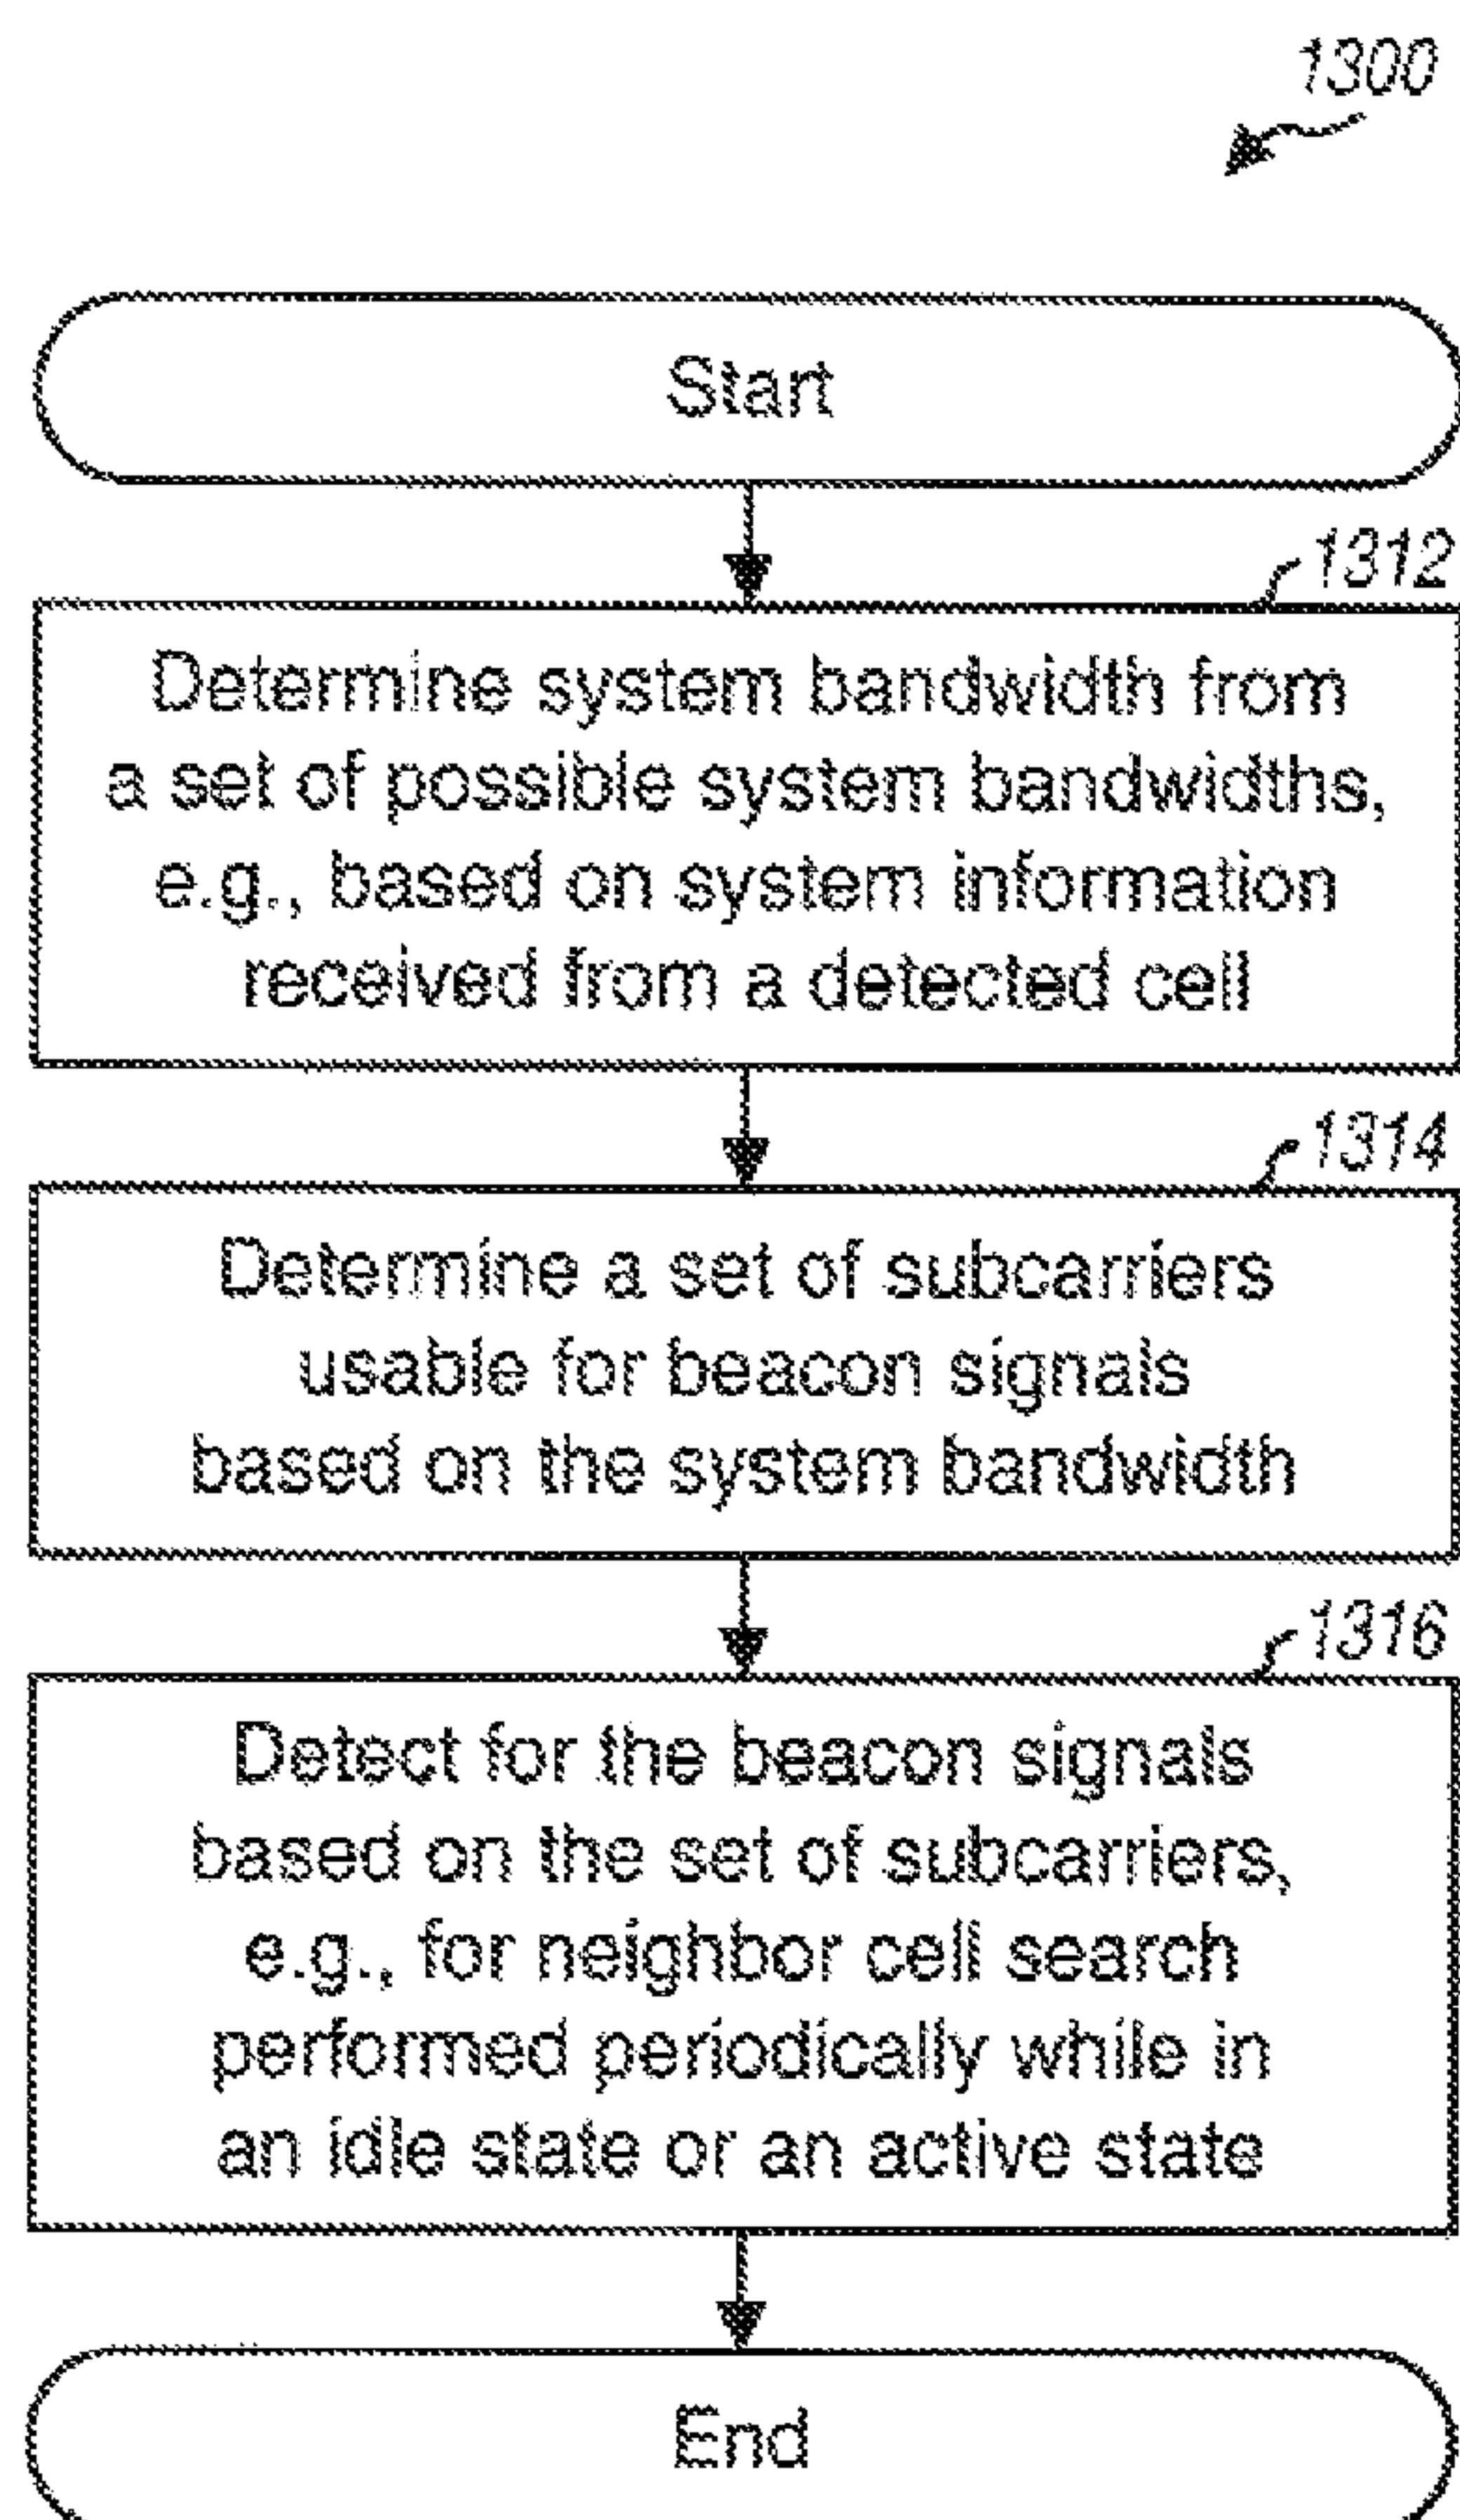 1300
Start
1312
Determine system bandwidth from
a set of possible system bandwidths,
e.g., based on system information
received from a detected cell
1314
Determine a set of subcarriers
usable for beacon signals
based on the system bandwidth
1316
Detect for the beacon signals
based on the set of subcarriers,
e.g., for neighbor cell search
performed periodically while in
an idle state or an active state
End